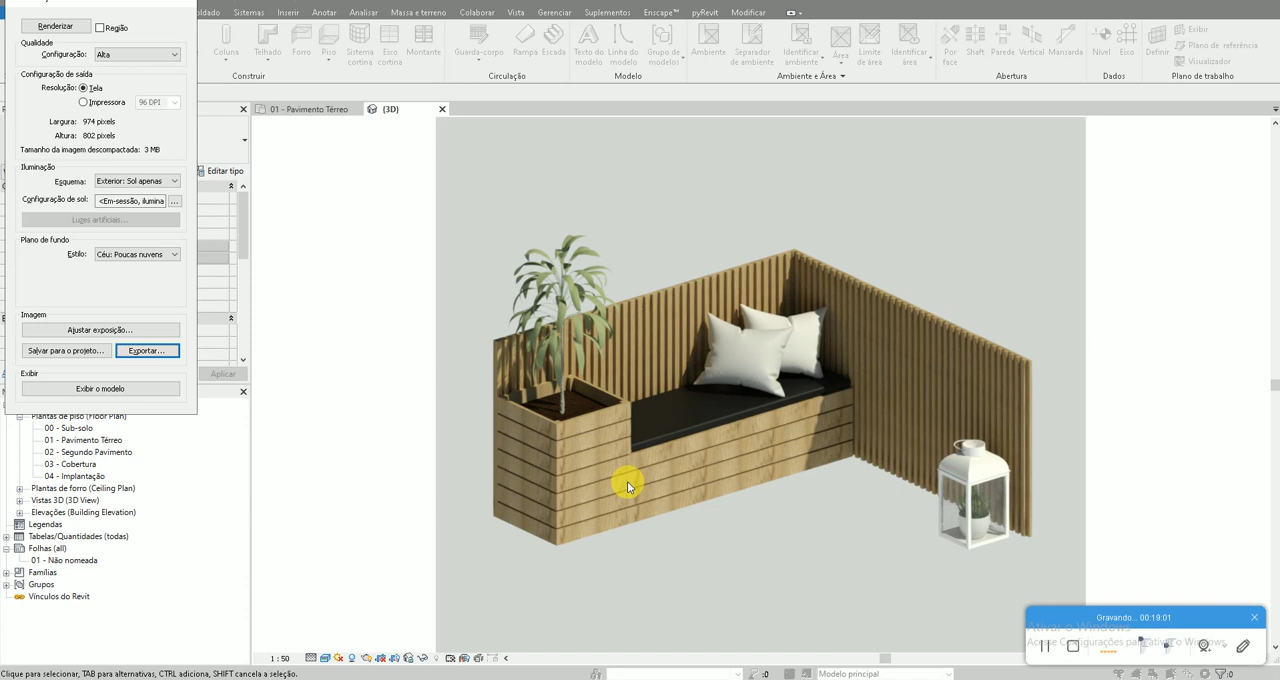 oldado Sistemas Inserir Anotar Analisar Massa e terreno Colaborar Vista Gerenciar Suplementos Enscape™ pyRevit Modificar
Renderizar Região
Qualidade
Configuração: Alta
Configuração de saída
Resolução: Tela
Impressora 96 DPI
Largura: 974 pixels
Altura: 802 pixels
Tamanho da imagem descompactada: 3 MB
Iluminação
Esquema: Exterior: Sol apenas
Configuração de sol: <Em-sessão, ilumina ...
Luzes artificiais...
Plano de fundo
Estilo: Céu: Poucas nuvens
Imagem
Ajustar exposição...
Salvar para o projeto... Exportar...
Exibir
Exibir o modelo
Coluna Telhado Forro Piso Sistema cortina Eixo cortina Montante
Construir
Guarda-corpo Rampa Escada
Circulação
Texto do modelo Linha do modelo Grupo de modelos
Modelo
Ambiente Separador de ambiente Identificar ambiente Área Limite de área Identificar área
Ambiente e Área
Por face Shaft Parede Vertical Mansarda
Abertura
Nível Eixo
Dados
Definir Exibir
Plano de referência
Visualizador
Plano de trabalho
01 - Pavimento Térreo (3D)
Editar tipo
Aplicar
Plantas de piso (Floor Plan)
00 - Sub-solo
01 - Pavimento Térreo
02 - Segundo Pavimento
03 - Cobertura
04 - Implantação
Plantas de forro (Ceiling Plan)
Vistas 3D (3D View)
Elevações (Building Elevation)
Legendas
Tabelas/Quantidades (todas)
Folhas (all)
01 - Não nomeada
Famílias
Grupos
Vínculos do Revit
Gravando... 00:19:01
Ativar o Windows
Acesse Configurações para ativar o Windows.
1 : 50
Clique para selecionar, TAB para alternativas, CTRL adiciona, SHIFT cancela a seleção.
:0 Modelo principal :0